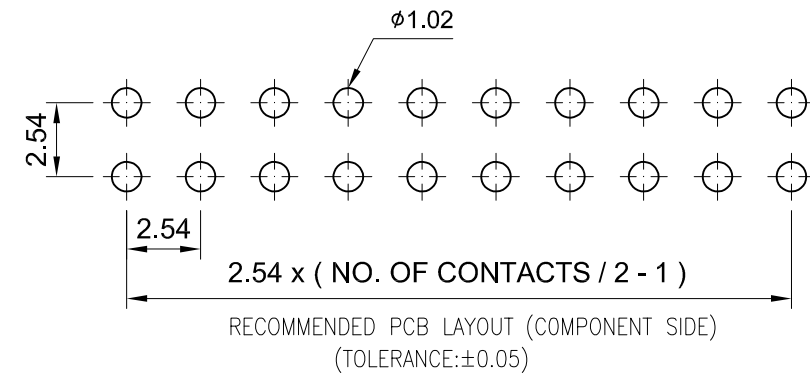 ϕ1.02
2.54
2.54
2.54 x ( NO. OF CONTACTS / 2 - 1 )
RECOMMENDED PCB LAYOUT (COMPONENT SIDE)
(TOLERANCE:±0.05)